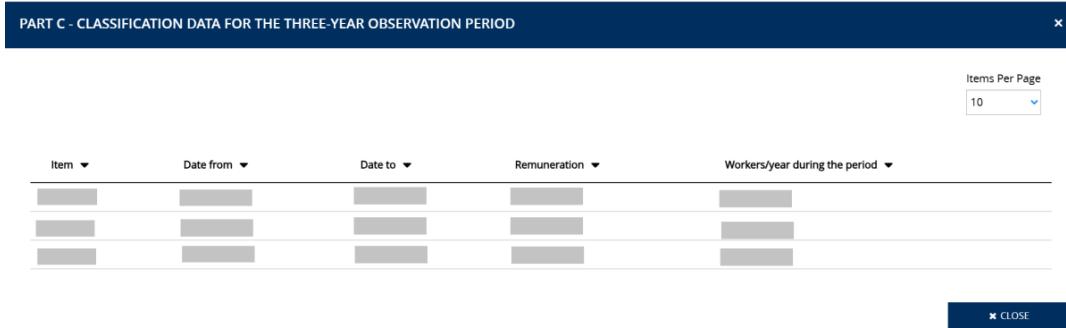 PART C - CLASSIFICATION DATA FOR THE THREE-YEAR OBSERVATION PERIOD ×
Items Per Page
10
Item Date from Date to Remuneration Workers/year during the period
× CLOSE